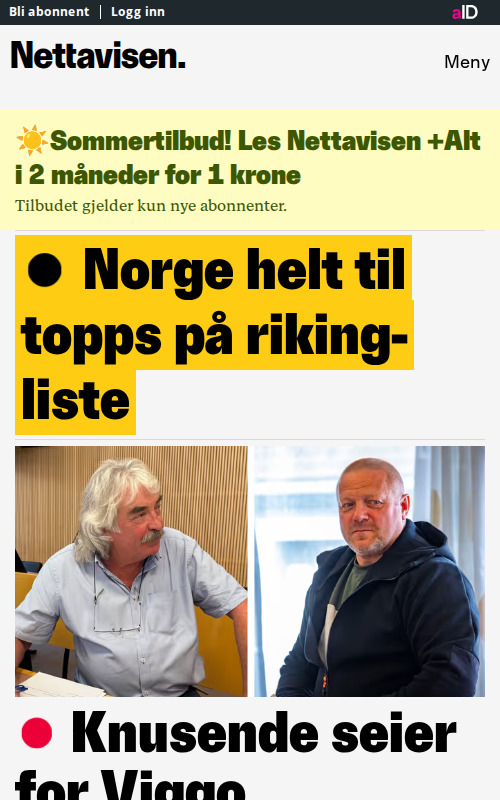 Bli abonnent | Logg inn
aID
Nettavisen.
Meny
☀️Sommertilbud! Les Nettavisen +Alt
i 2 måneder for 1 krone
Tilbudet gjelder kun nye abonnenter.
● Norge helt til
topps på riking-
liste
Knusende seier
for Viggo